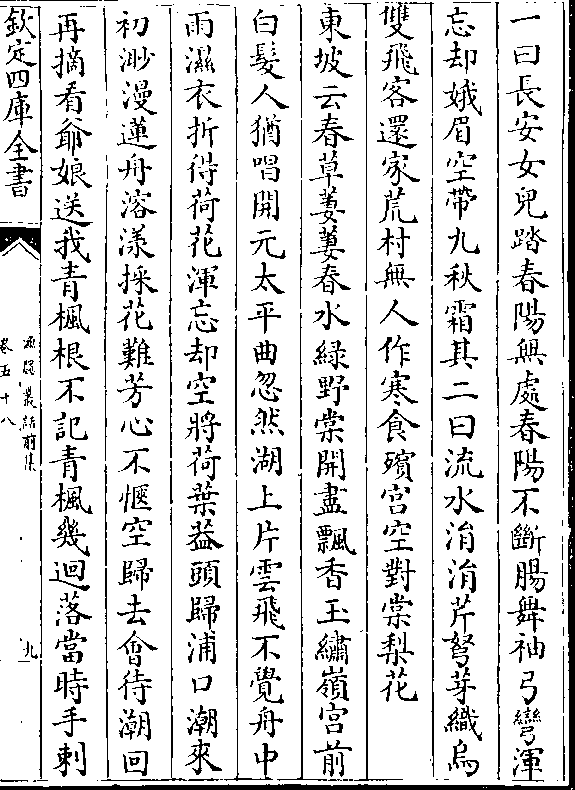 一曰長安女兒踏春陽無處春陽不斷腸舞袖弓彎渾
忘却娥眉空帶九秋霜其二曰流水涓涓芹努芽織烏
雙飛客還家荒村無人作寒食殯宮空對棠梨花
東坡云春草萋萋春水緑野棠開盡飄香玉繡嶺宮前
白髮人猶唱開元太平曲忽然湖上片雲飛不覺舟中
雨濕衣折得荷花渾忘却空將荷葉葢頭歸浦口潮來
初渺漫蓮舟溶漾採花難芳心不愜空歸去會待潮回
再摘看爺娘送我青楓根不記青楓幾迴落當時手刺
欽定四庫全書
漁隱叢話前集
卷五十八
九